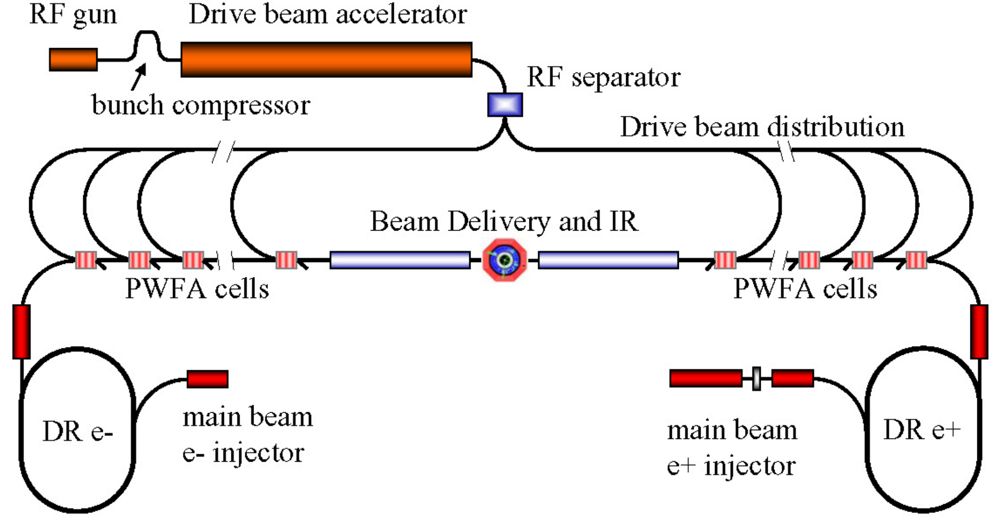 RF gun
Drive beam accelerator
bunch compressor
RF separator
Drive beam distribution
Beam Delivery and IR
PWFA cells
PWFA cells
DR e-
main beam
e- injector
main beam
e+ injector
DR e+